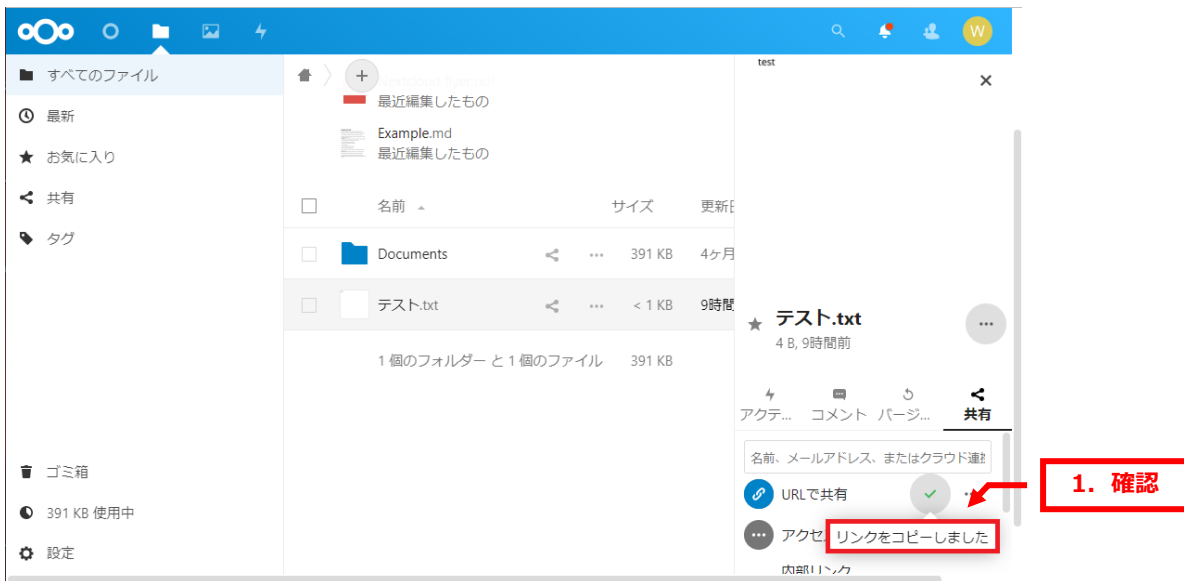 W
すべてのファイル
最新
お気に入り
共有
タグ
ゴミ箱
391 KB 使用中
設定
最近編集したもの
Example.md
最近編集したもの
名前
サイズ
更新日
Documents
391 KB
4ヶ月
テスト.txt
< 1 KB
9時間
1 個のフォルダー と 1 個のファイル
391 KB
test
テスト.txt
4 B, 9時間前
アクテ...
コメント
バージ...
共有
名前、メールアドレス、またはクラウド連携
URLで共有
アクセ
リンクをコピーしました
内部リンク
1. 確認